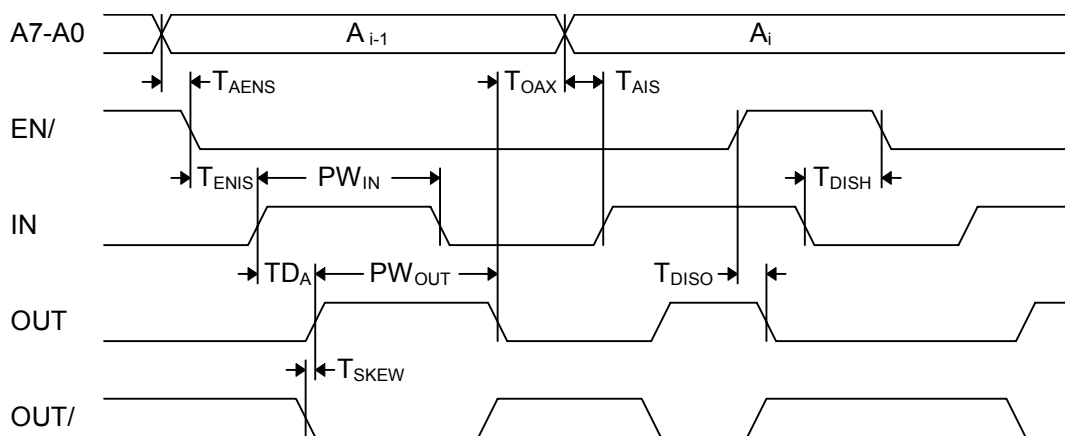 A7-A0 A i-1 Ai
TAENS TOAX TAIS
EN/
TENIS PWIN TDISH
IN
TDA PWOUT TDISO
OUT
TSKEW
OUT/